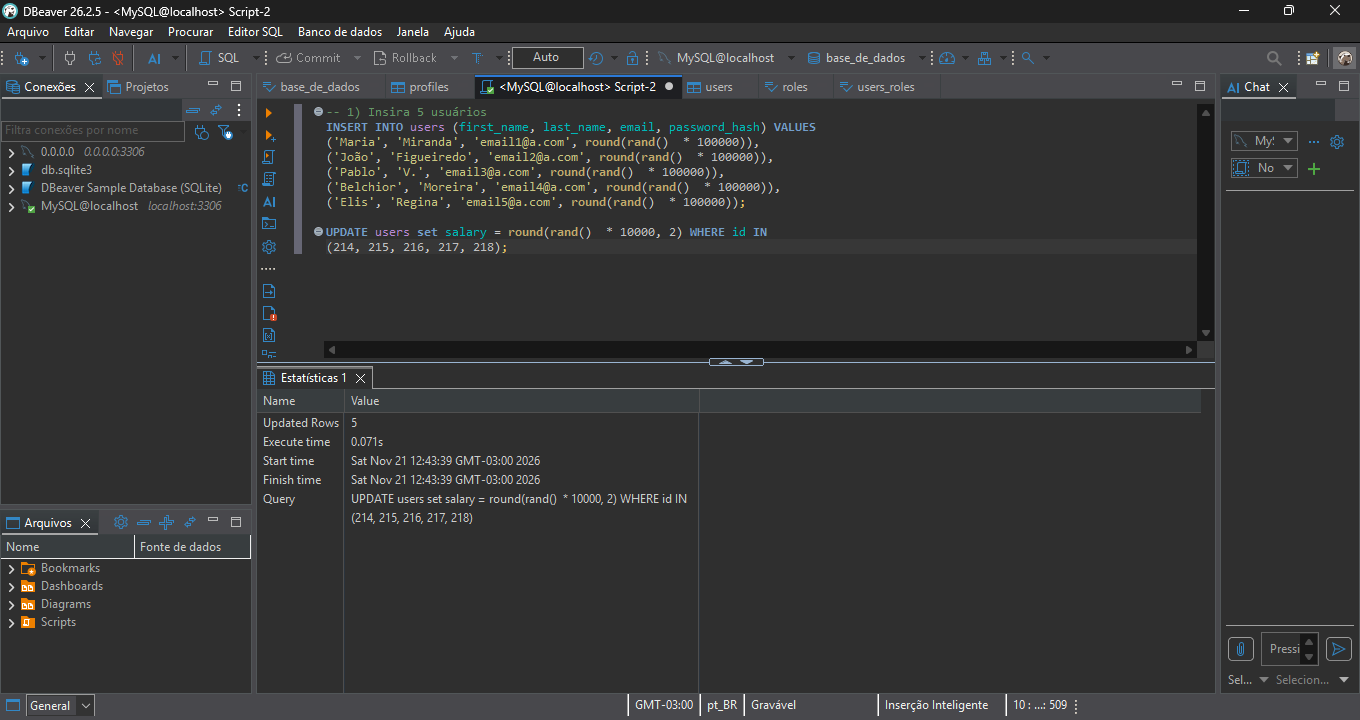 DBeaver 26.2.5 - <MySQL@localhost> Script-2
Arquivo Editar Navegar Procurar Editor SQL Banco de dados Janela Ajuda
AI SQL Commit Rollback T Auto MySQL@localhost base_de_dados
Conexões Projetos
Filtra conexões por nome
0.0.0.0 0.0.0.0:3306
db.sqlite3
DBeaver Sample Database (SQLite)
MySQL@localhost localhost:3306
base_de_dados profiles <MySQL@localhost> Script-2 users roles users_roles
AI
-- 1) Insira 5 usuários
INSERT INTO users (first_name, last_name, email, password_hash) VALUES
('Maria', 'Miranda', 'email1@a.com', round(rand()  * 100000)),
('João', 'Figueiredo', 'email2@a.com', round(rand()  * 100000)),
('Pablo', 'V.', 'email3@a.com', round(rand()  * 100000)),
('Belchior', 'Moreira', 'email4@a.com', round(rand()  * 100000)),
('Elis', 'Regina', 'email5@a.com', round(rand()  * 100000));
UPDATE users set salary = round(rand()  * 10000, 2) WHERE id IN
(214, 215, 216, 217, 218);
Estatísticas 1
Name Value
Updated Rows 5
Execute time 0.071s
Start time Sat Nov 21 12:43:39 GMT-03:00 2026
Finish time Sat Nov 21 12:43:39 GMT-03:00 2026
Query UPDATE users set salary = round(rand()  * 10000, 2) WHERE id IN
(214, 215, 216, 217, 218)
Arquivos
Nome Fonte de dados
Bookmarks
Dashboards
Diagrams
Scripts
AI Chat
My:
No
Pressi
Sel... Selecion...
General GMT-03:00 pt_BR Gravável Inserção Inteligente 10 : ...: 509